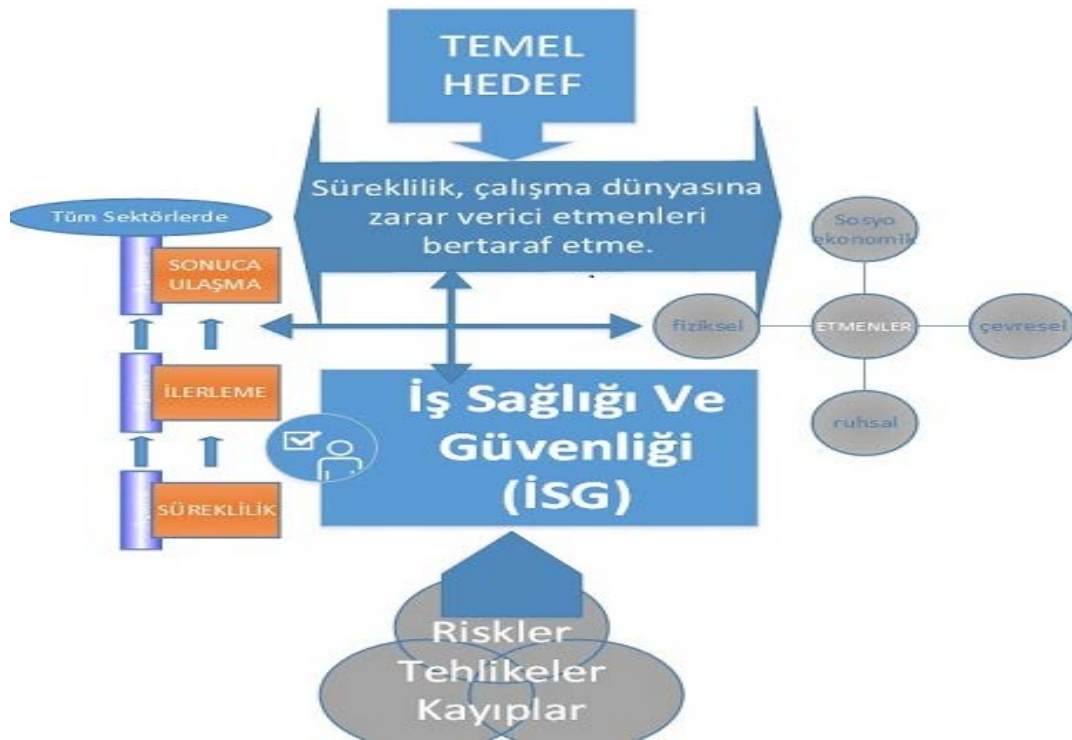 TEMEL
HEDEF
Süreklilik, çalışma dünyasına
zarar verici etmenleri
bertaraf etme.
Tüm Sektörlerde
SONUCA
ULAŞMA
İLERLEME
SÜREKLİLİK
Sosyo
ekonomik
fiziksel
ETMENLER
çevresel
ruhsal
İş Sağlığı Ve
Güvenliği
(İSG)
Riskler
Tehlikeler
Kayıplar